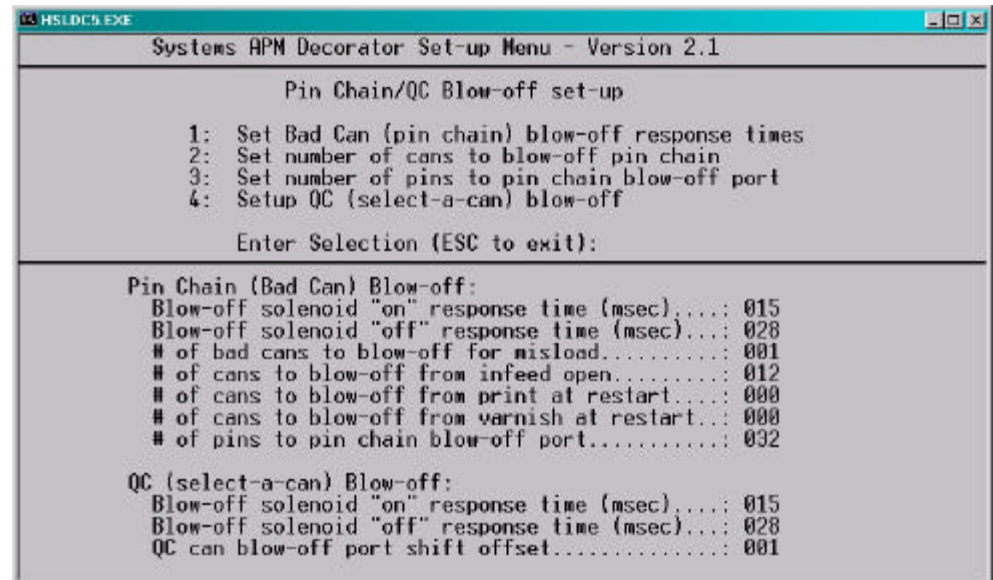 HSLDC5.EXE
Systems APM Decorator Set-up Menu - Version 2.1
Pin Chain/QC Blow-off set-up
1: Set Bad Can (pin chain) blow-off response times
2: Set number of cans to blow-off pin chain
3: Set number of pins to pin chain blow-off port
4: Setup QC (select-a-can) blow-off
Enter Selection (ESC to exit):
Pin Chain (Bad Can) Blow-off:
Blow-off solenoid "on" response time (msec)....: 015
Blow-off solenoid "off" response time (msec)...: 028
# of bad cans to blow-off for misload..........: 001
# of cans to blow-off from infeed open.........: 012
# of cans to blow-off from print at restart....: 000
# of cans to blow-off from varnish at restart..: 000
# of pins to pin chain blow-off port...........: 032
QC (select-a-can) Blow-off:
Blow-off solenoid "on" response time (msec)....: 015
Blow-off solenoid "off" response time (msec)...: 028
QC can blow-off port shift offset..............: 001